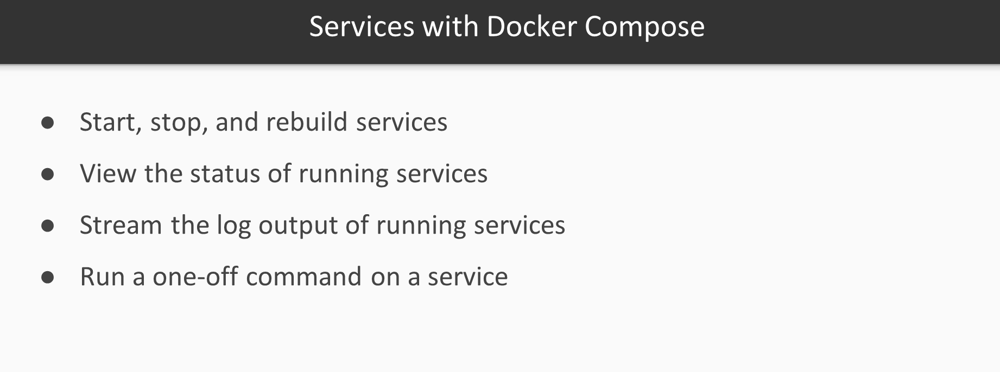 Services with Docker Compose
● Start, stop, and rebuild services
● View the status of running services
● Stream the log output of running services
● Run a one-off command on a service